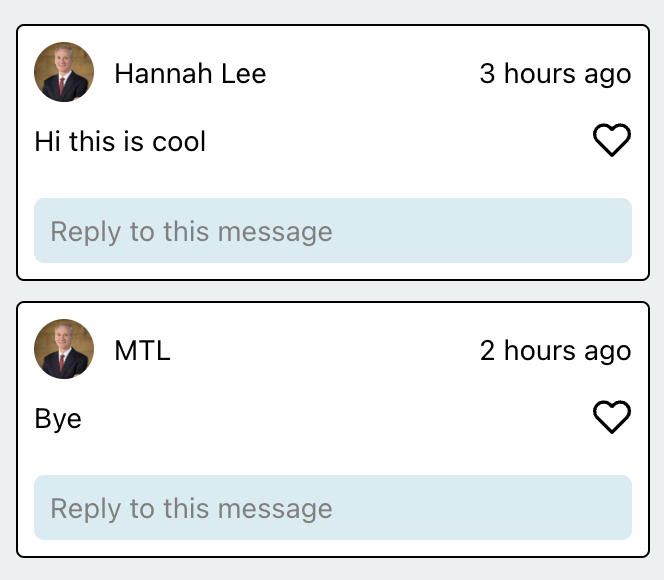 Hannah Lee 3 hours ago
Hi this is cool
Reply to this message
MTL 2 hours ago
Bye
Reply to this message